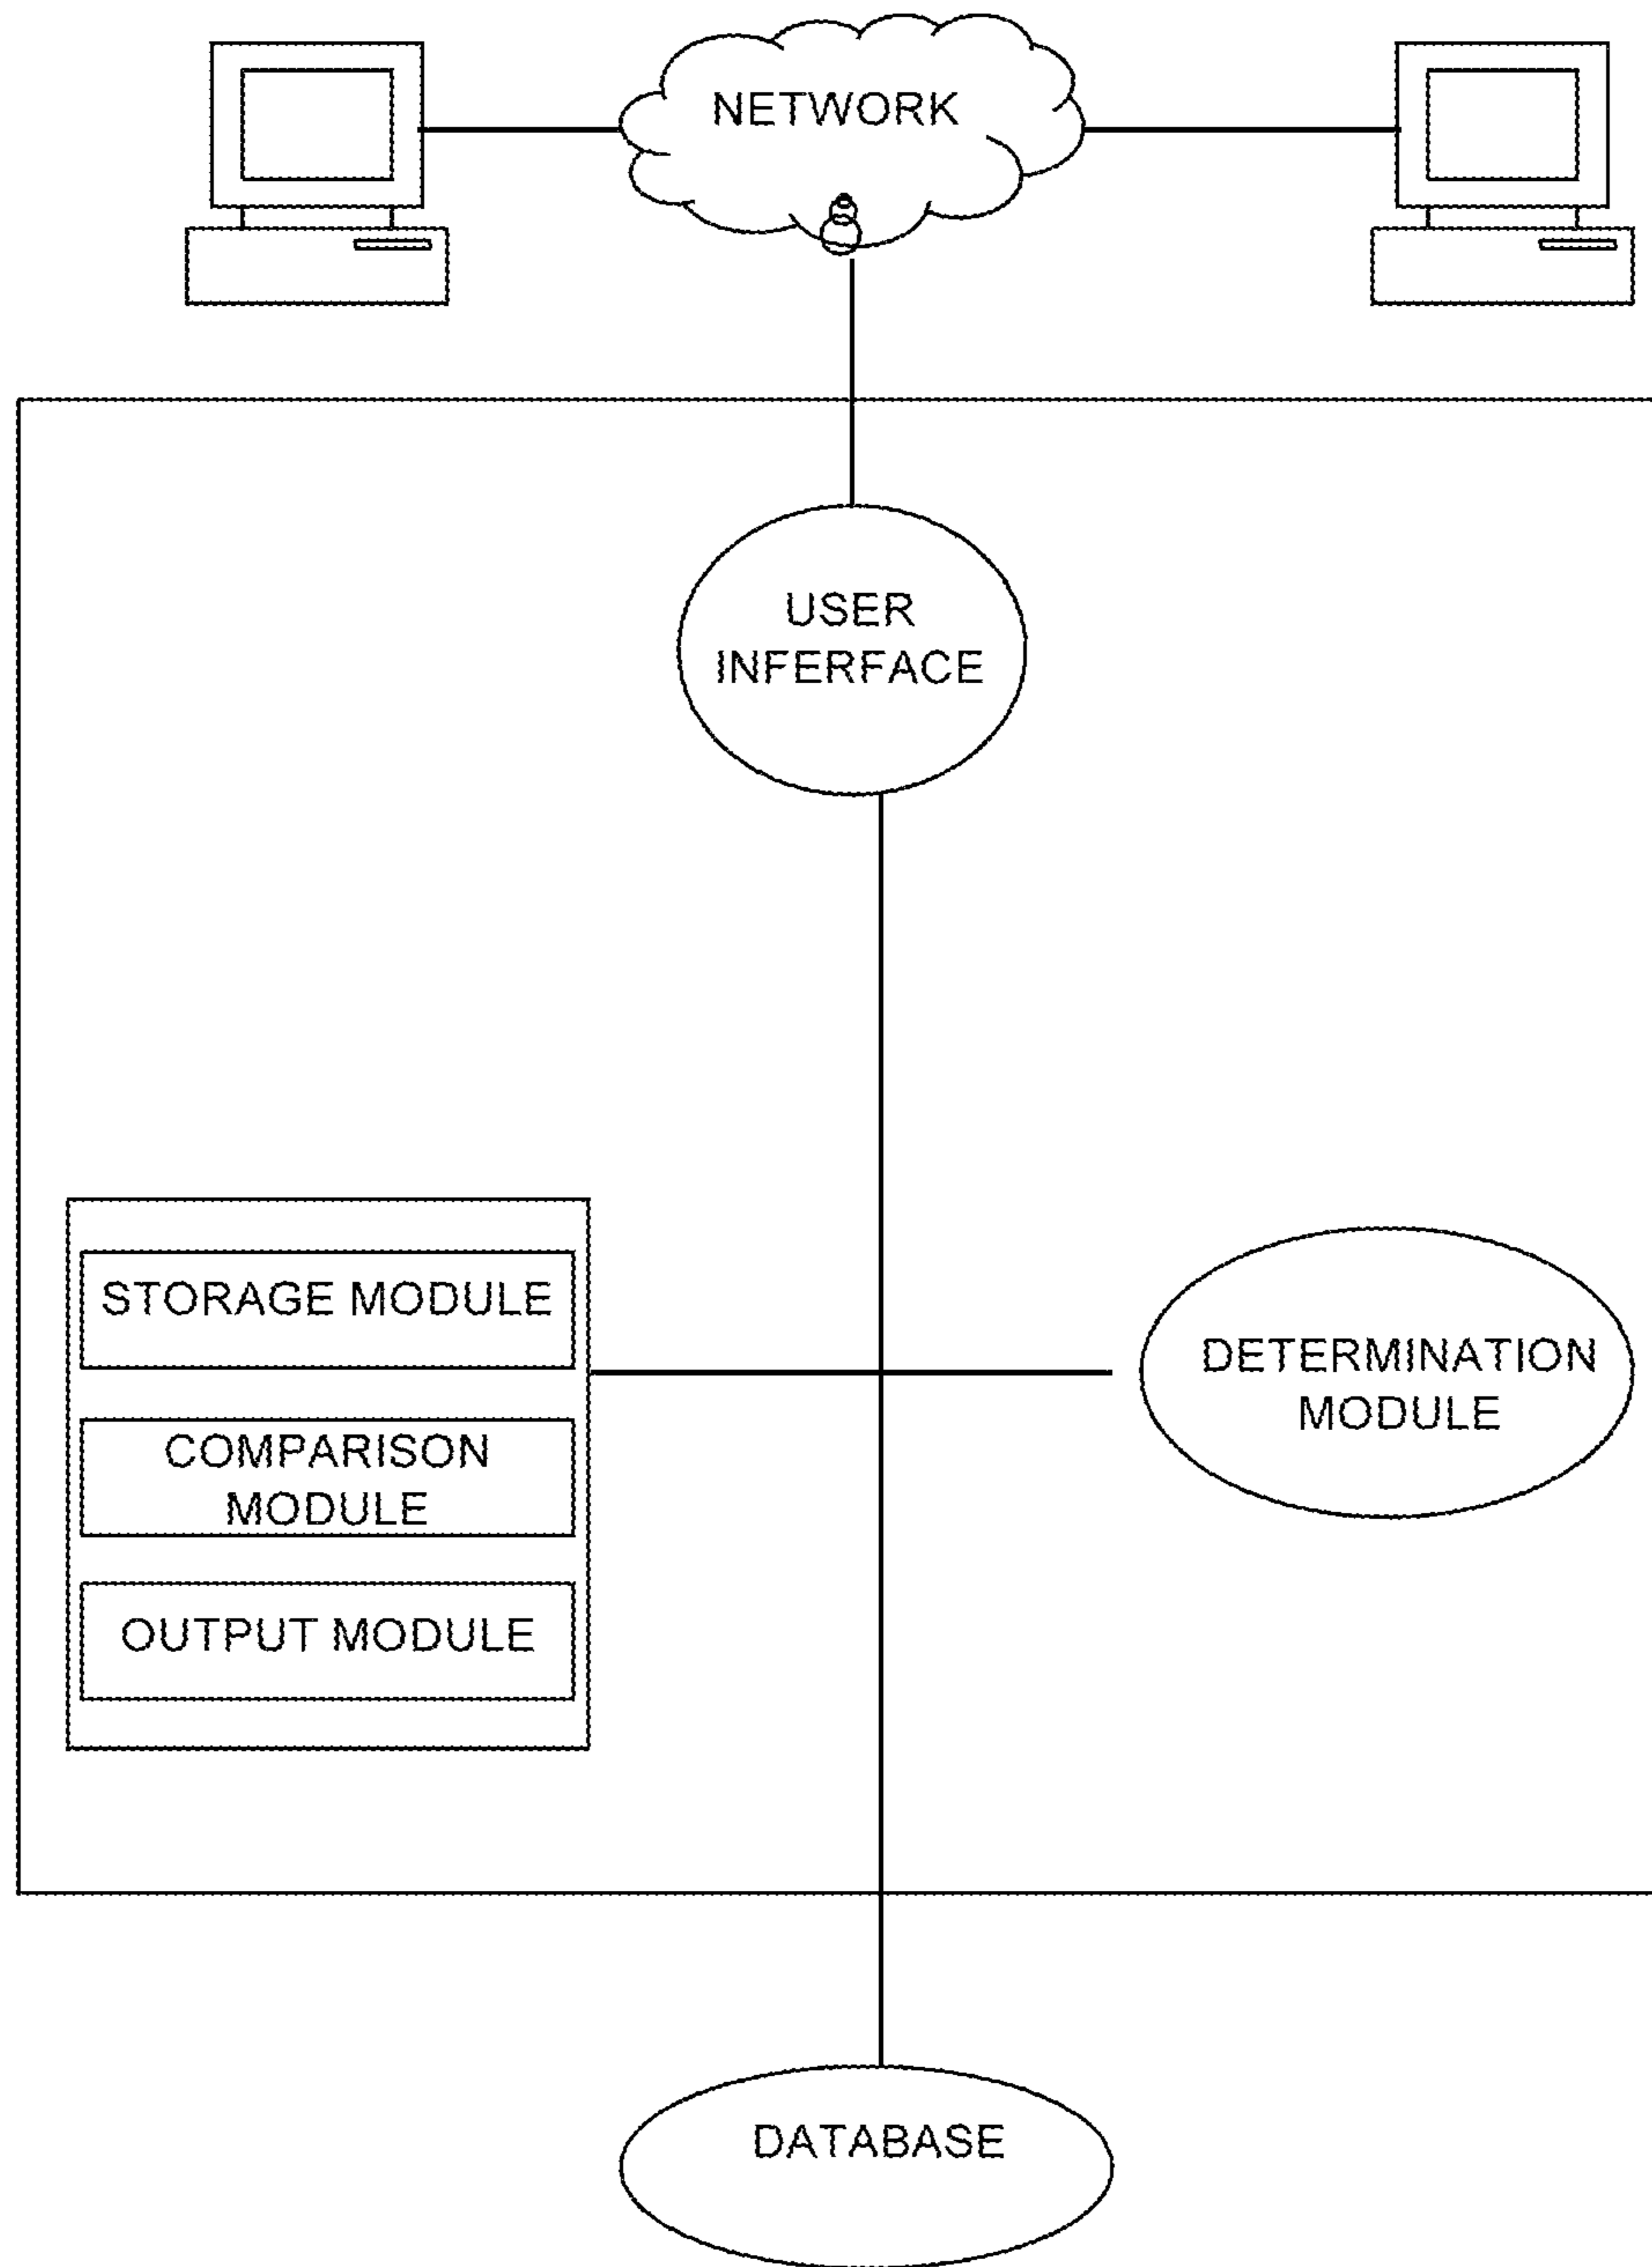 NETWORK
USER
INFERFACE
STORAGE MODULE
COMPARISON
MODULE
OUTPUT MODULE
DETERMINATION
MODULE
DATABASE